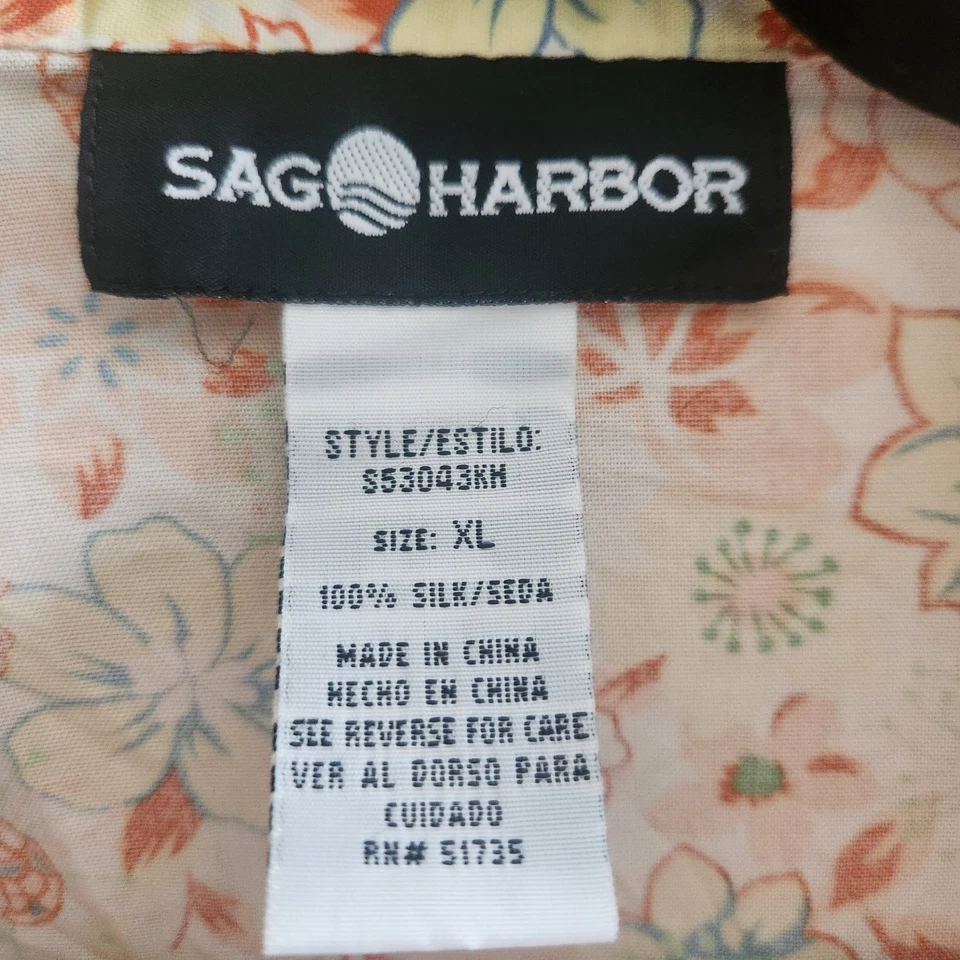 SAG HARBOR
STYLE/ESTILO:
S53043KH
SIZE: XL
100% SILK/SEDA
MADE IN CHINA
HECHO EN CHINA
SEE REVERSE FOR CARE
VER AL DORSO PARA
CUIDADO
RN# 51735